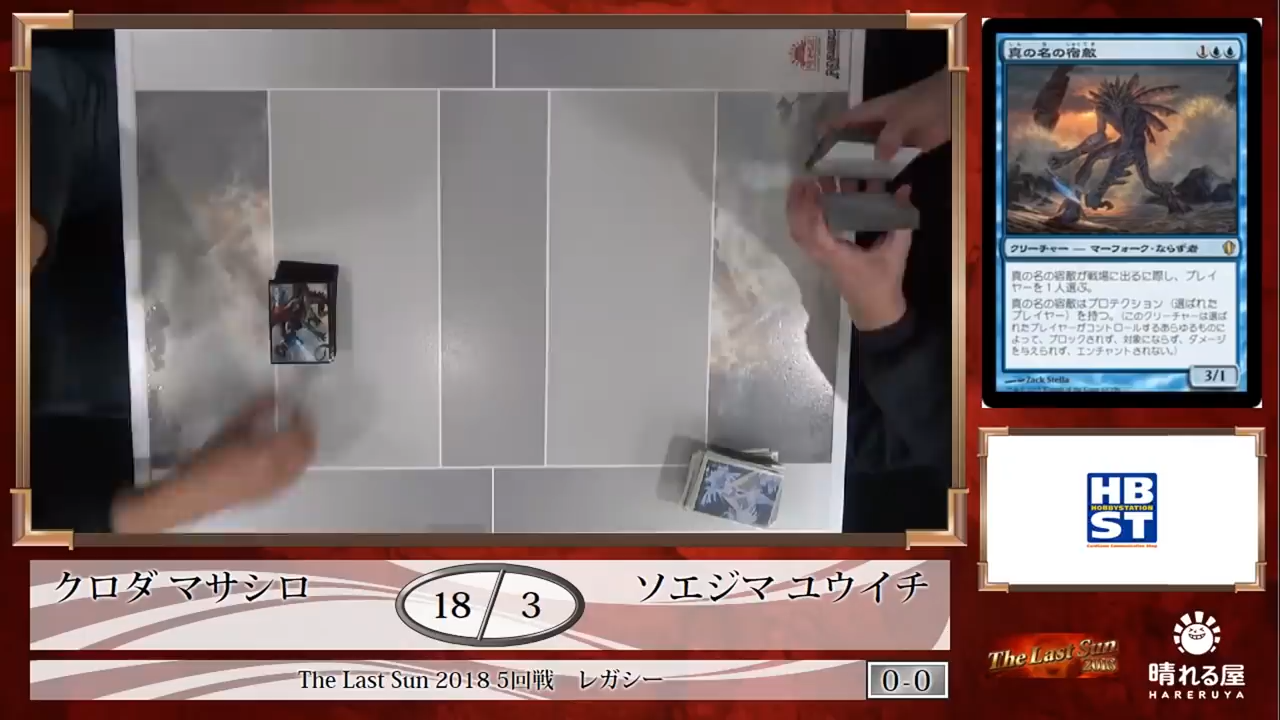 真の名の宿敵
1
クリーチャー — マーフォーク・ならず者
真の名の宿敵が戦場に出るに際し、プレイ
ヤーを1人選ぶ。
真の名の宿敵はプロテクション（選ばれた
プレイヤー）を持つ。（このクリーチャーは選ば
れたプレイヤーがコントロールするあらゆるものに
よって、ブロックされず、対象にならず、ダメージ
を与えられず、エンチャントされない。）
3/1
Zack Stella
HB
HOBBYSTATION
ST
クロダ マサシロ
18 / 3
ソエジマ ユウイチ
The Last Sun 2018 5回戦 レガシー
0-0
The Last Sun
2018
晴れる屋
HARERUYA